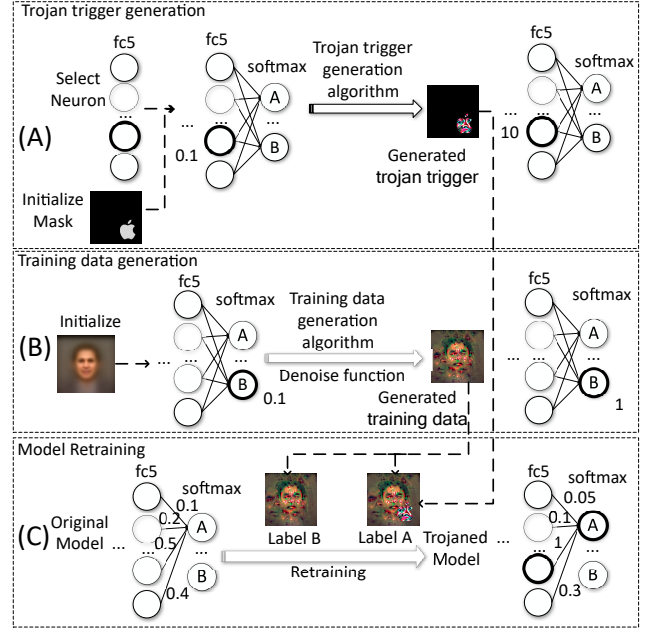 Trojan trigger generation
fc5
fc5
fc5
softmax
softmax
Select
Neuron
Trojan trigger
generation
algorithm
A
A
...
...
...
...
...
...
...
(A)
B
B
0.1
10
Generated
trojan trigger
Initialize
Mask
Training data generation
fc5
fc5
softmax
softmax
Initialize
Training data
generation
algorithm
A
A
(B)
...
...
...
...
...
...
Denoise function
B
B
0.1
1
Generated
training data
Model Retraining
fc5
fc5
softmax
softmax
0.1
0.05
(C)
Original
Model
...
0.2
A
0.1
A
0.5
1
...
...
...
...
...
Label B
Label A
Trojaned
Model
B
B
Retraining
0.4
0.3